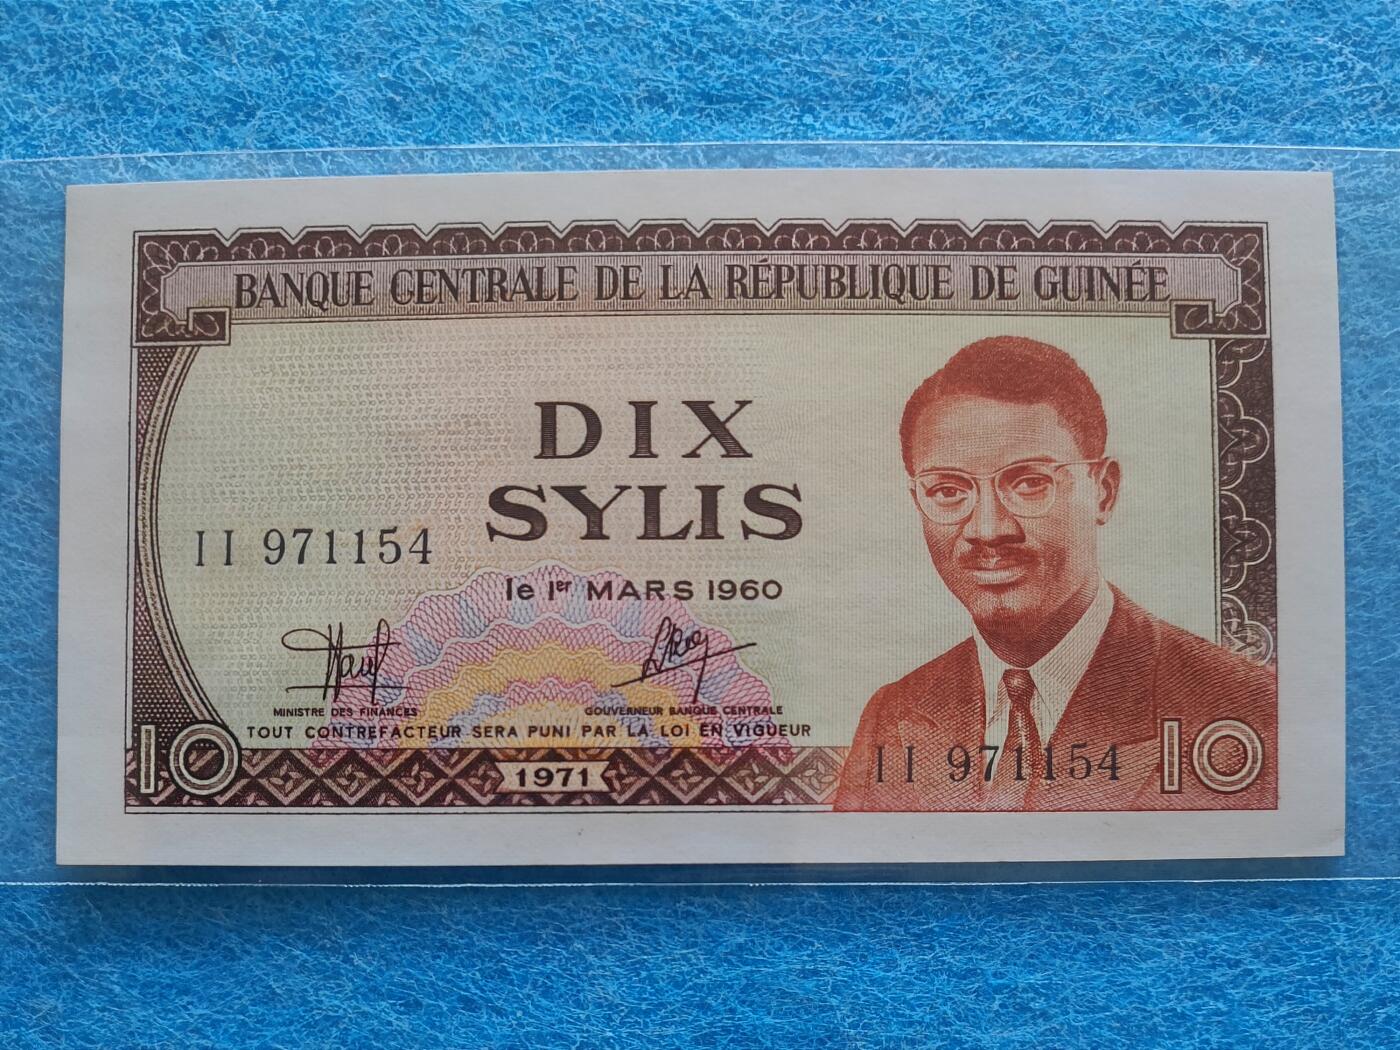 BANQUE CENTRALE DE LA RÉPUBLIQUE DE GUINÉE
DIX
SYLIS
II 971154
le 1er MARS 1960
MINISTRE DES FINANCES
GOUVERNEUR BANQUE CENTRALE
TOUT CONTREFACTEUR SERA PUNI PAR LA LOI EN VIGUEUR
10
1971
II 971154
10